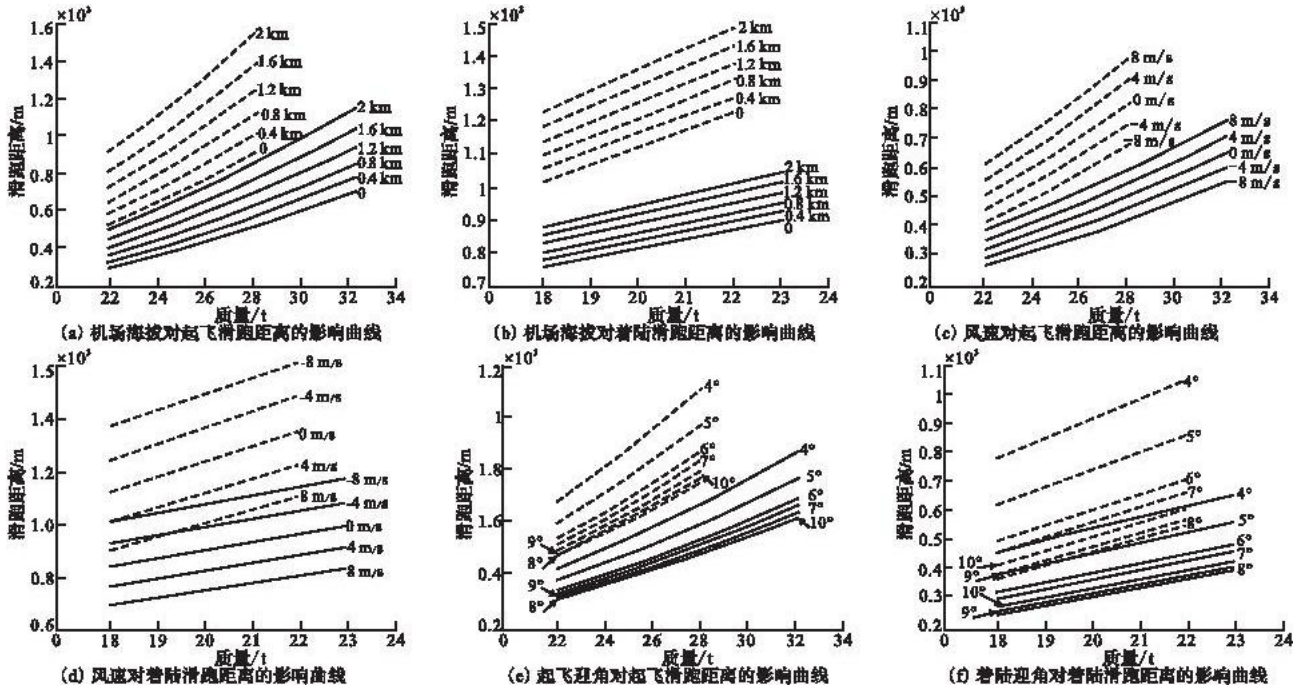 ×10³
滑跑距离/m
1.6
1.4
1.2
1
0.8
0.6
0.4
0.2
2 km
1.6 km
1.2 km
0.8 km
0.4 km
0
2 km
1.6 km
1.2 km
0.8 km
0.4 km
0
0 22 24 26 28 30 32 34
质量/t
(a) 机场海拔对起飞滑跑距离的影响曲线
×10³
滑跑距离/m
1.5
1.4
1.3
1.2
1.1
1
0.9
0.8
0.7
2 km
1.6 km
1.2 km
0.8 km
0.4 km
0
2 km
1.6 km
1.2 km
0.8 km
0.4 km
0
0 18 19 20 21 22 23 24
质量/t
(b) 机场海拔对着陆滑跑距离的影响曲线
×10³
滑跑距离/m
1.1
1
0.9
0.8
0.7
0.6
0.5
0.4
0.3
0.2
8 m/s
4 m/s
0 m/s
-4 m/s
-8 m/s
8 m/s
4 m/s
0 m/s
-4 m/s
-8 m/s
0 22 24 26 28 30 32 34
质量/t
(c) 风速对起飞滑跑距离的影响曲线
×10³
滑跑距离/m
1.5
1.4
1.2
1.0
0.8
0.6
-8 m/s
-4 m/s
0 m/s
4 m/s
8 m/s
-8 m/s
-4 m/s
0 m/s
4 m/s
8 m/s
0 18 19 20 21 22 23 24
质量/t
(d) 风速对着陆滑跑距离的影响曲线
×10³
滑跑距离/m
1.2
1
1.8
1.6
0.4
0.2
4°
5°
6°
7°
10°
4°
5°
6°
7°
10°
9°
8°
9°
8°
0 22 24 26 28 30 32 34
质量/t
(e) 起飞迎角对起飞滑跑距离的影响曲线
×10³
滑跑距离/m
1.1
1
0.9
0.8
0.7
0.6
0.5
0.4
0.3
0.2
4°
5°
6°
7°
8°
4°
5°
6°
7°
8°
10°
9°
10°
9°
0 18 19 20 21 22 23 24
质量/t
(f) 着陆迎角对着陆滑跑距离的影响曲线